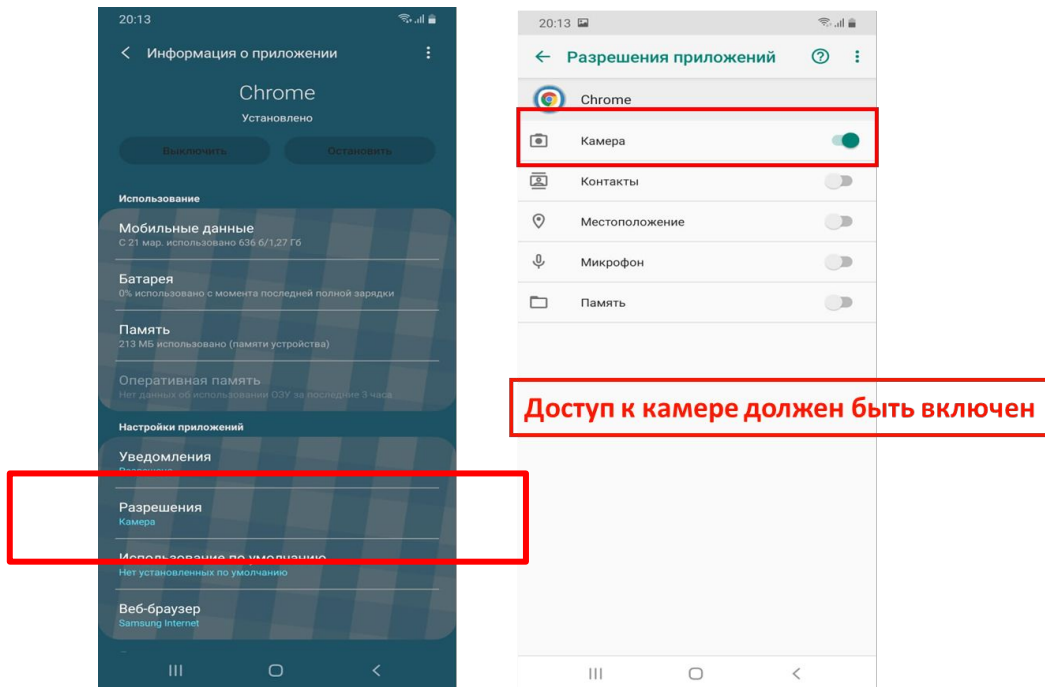 20:13
Информация о приложении
Chrome
Установлено
Выключить
Остановить
Использование
Мобильные данные
С 21 мар. использовано 636 б/1,27 Гб
Батарея
0% использовано с момента последней полной зарядки
Память
213 МБ использовано (памяти устройства)
Оперативная память
Нет данных об использовании ОЗУ за последние 3 часа
Настройки приложений
Уведомления
Разрешения
Камера
Использование по умолчанию
Нет установленных по умолчанию
Веб-браузер
Samsung Internet
20:13
Разрешения приложений
Chrome
Камера
Контакты
Местоположение
Микрофон
Память
Доступ к камере должен быть включен